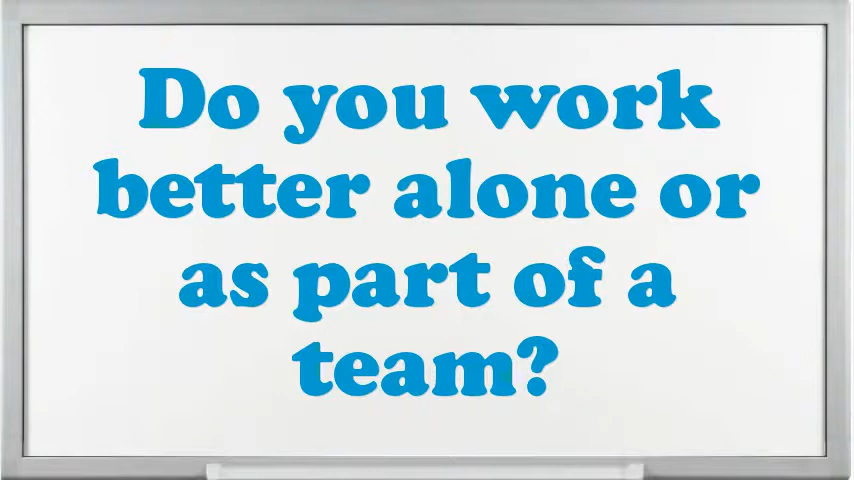 Do you work
better alone or
as part of a
team?